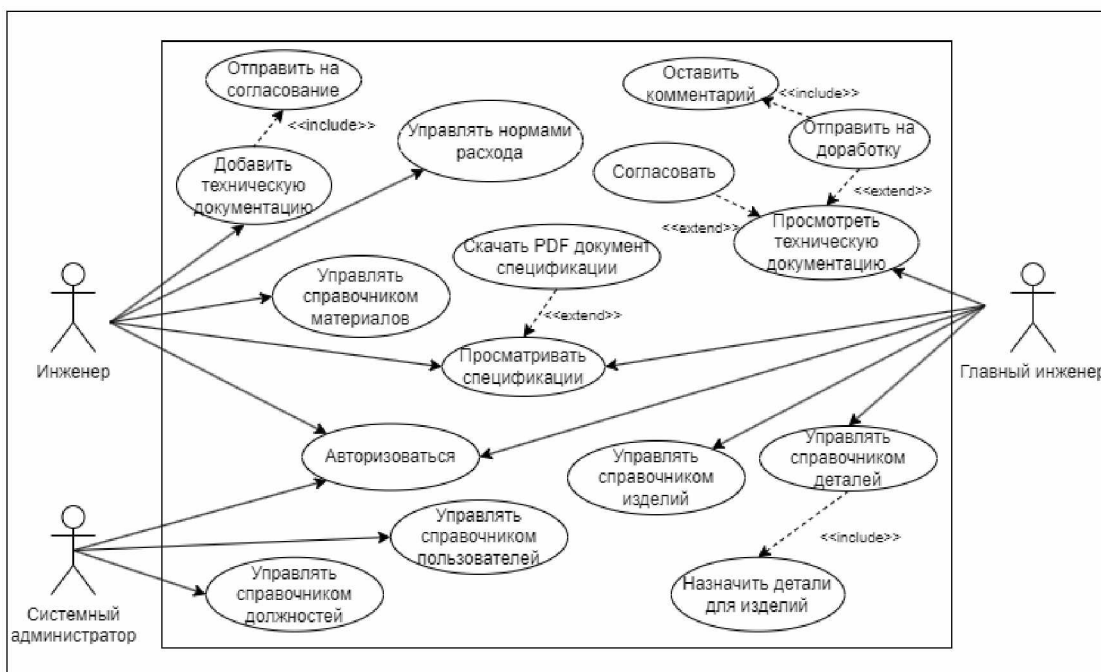 Отправить на
согласование
<<include>>
Добавить
техническую
документацию
Управлять нормами
расхода
Оставить
комментарий
<<include>>
Отправить на
доработку
Согласовать
<<extend>>
<<extend>>
Просмотреть
техническую
документацию
Скачать PDF документ
спецификации
<<extend>>
Управлять
справочником
материалов
Просматривать
спецификации
Инженер
Главный инженер
Авторизоваться
Управлять
справочником
изделий
Управлять
справочником
деталей
<<include>>
Назначить детали
для изделий
Управлять
справочником
пользователей
Управлять
справочником
должностей
Системный
администратор